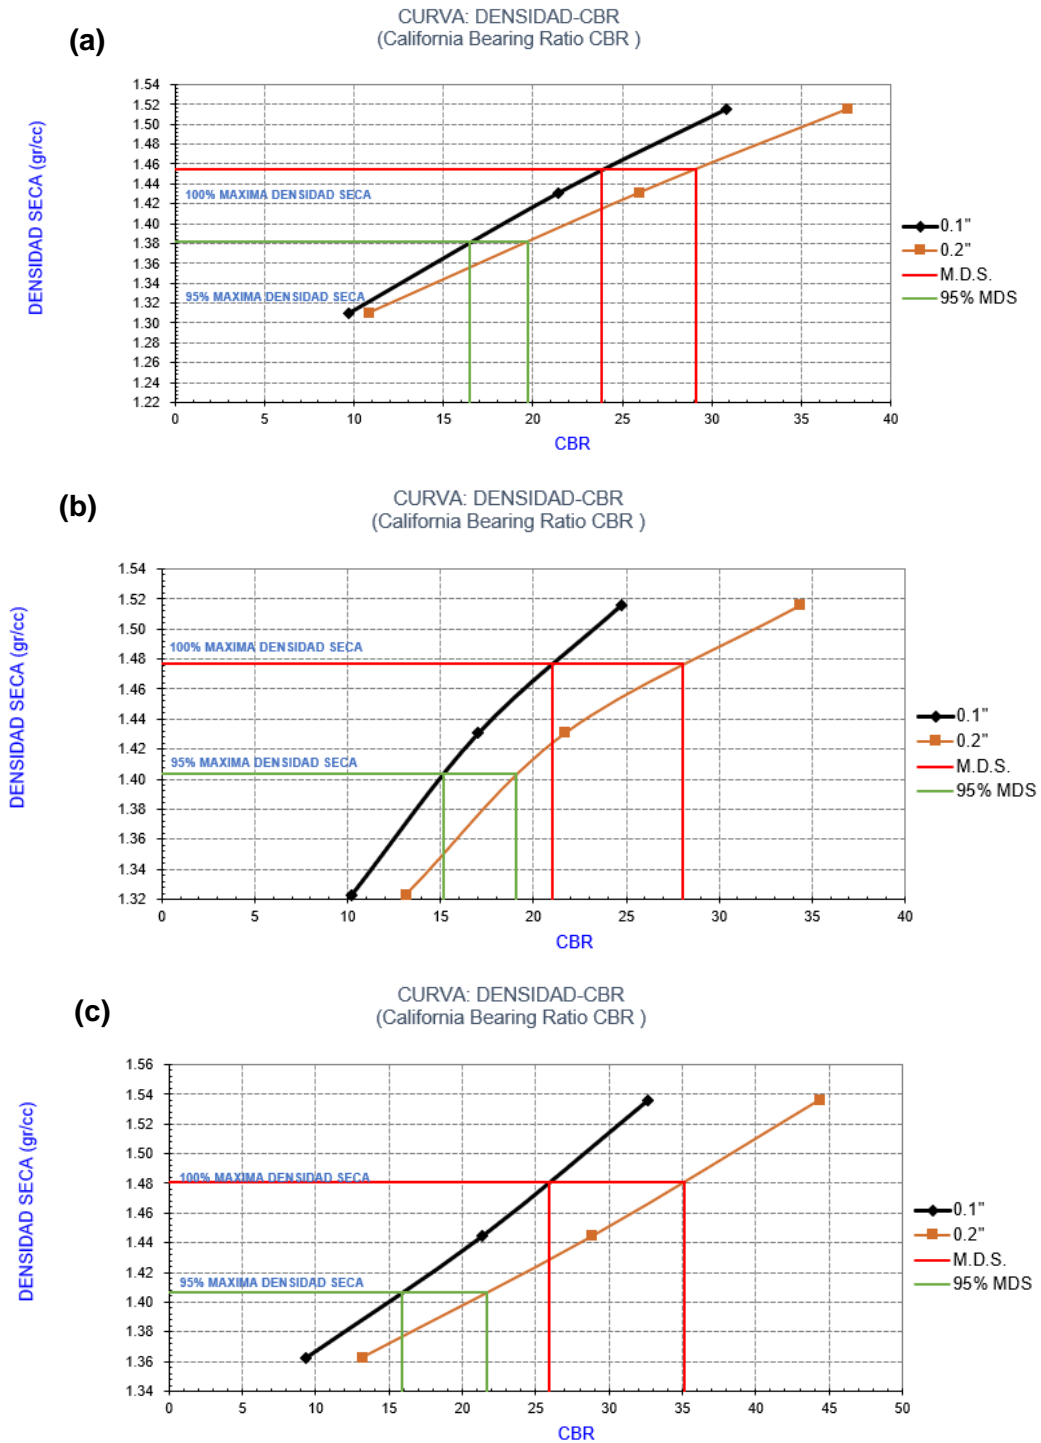 (a)
CURVA: DENSIDAD-CBR
(California Bearing Ratio CBR )
DENSIDAD SECA (gr/cc)
1.54
1.52
1.50
1.48
1.46
1.44
1.42
1.40
1.38
1.36
1.34
1.32
1.30
1.28
1.26
1.24
1.22
100% MAXIMA DENSIDAD SECA
95% MAXIMA DENSIDAD SECA
0 5 10 15 20 25 30 35 40
CBR
0.1"
0.2"
M.D.S.
95% MDS
(b)
CURVA: DENSIDAD-CBR
(California Bearing Ratio CBR )
DENSIDAD SECA (gr/cc)
1.54
1.52
1.50
1.48
1.46
1.44
1.42
1.40
1.38
1.36
1.34
1.32
100% MAXIMA DENSIDAD SECA
95% MAXIMA DENSIDAD SECA
0 5 10 15 20 25 30 35 40
CBR
0.1"
0.2"
M.D.S.
95% MDS
(c)
CURVA: DENSIDAD-CBR
(California Bearing Ratio CBR )
DENSIDAD SECA (gr/cc)
1.56
1.54
1.52
1.50
1.48
1.46
1.44
1.42
1.40
1.38
1.36
1.34
100% MAXIMA DENSIDAD SECA
95% MAXIMA DENSIDAD SECA
0 5 10 15 20 25 30 35 40 45 50
CBR
0.1"
0.2"
M.D.S.
95% MDS